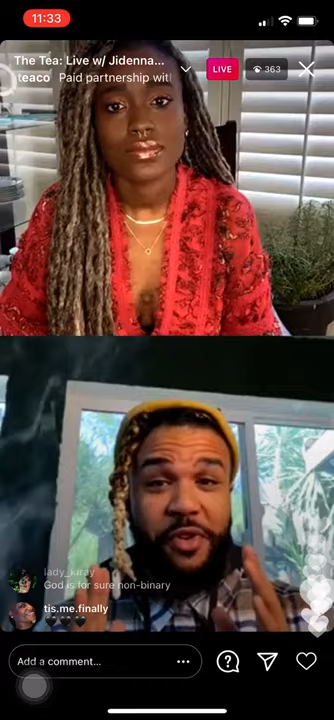 11:33
The Tea: Live w/ Jidenna...
LIVE
363
teaco Paid partnership with
lady_kiray
God is for sure non-binary
tis.me.finally
Add a comment...